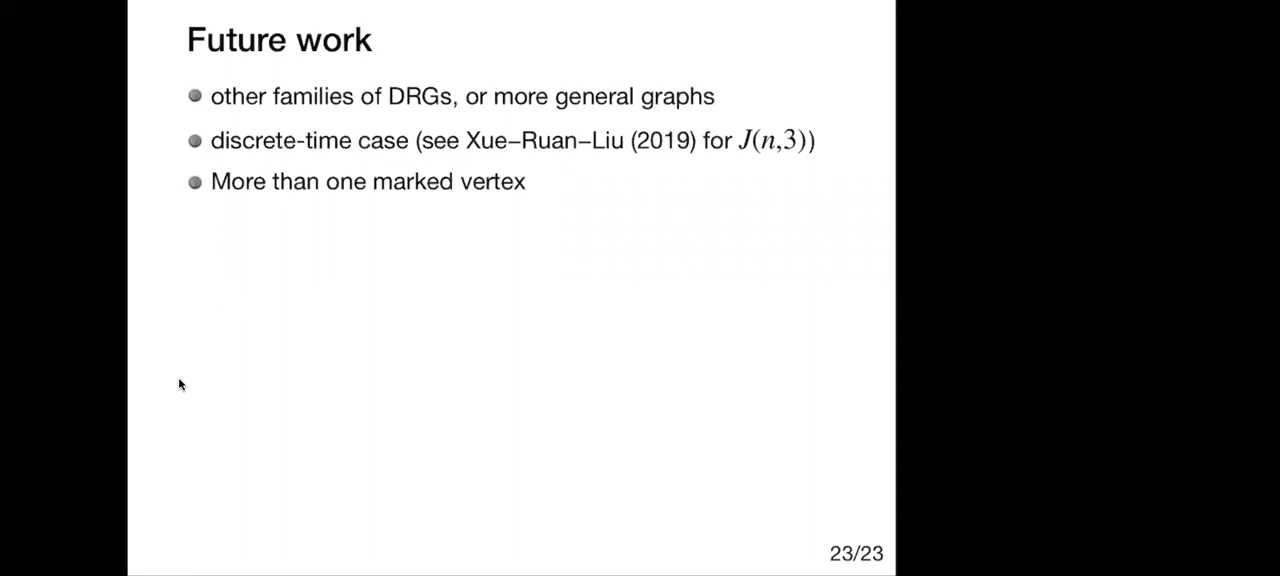 Future work
other families of DRGs, or more general graphs
discrete-time case (see Xue–Ruan–Liu (2019) for J(n,3))
More than one marked vertex
23/23